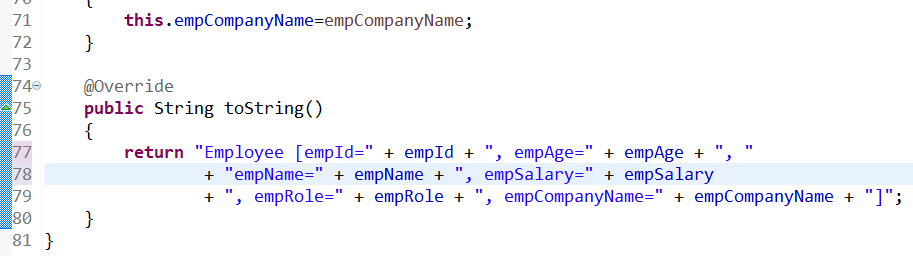 70 {
71 this.empCompanyName=empCompanyName;
72 }
73
74 @Override
75 public String toString()
76 {
77 return "Employee [empId=" + empId + ", empAge=" + empAge + ", "
78 + "empName=" + empName + ", empSalary=" + empSalary
79 + ", empRole=" + empRole + ", empCompanyName=" + empCompanyName + "]";
80 }
81 }